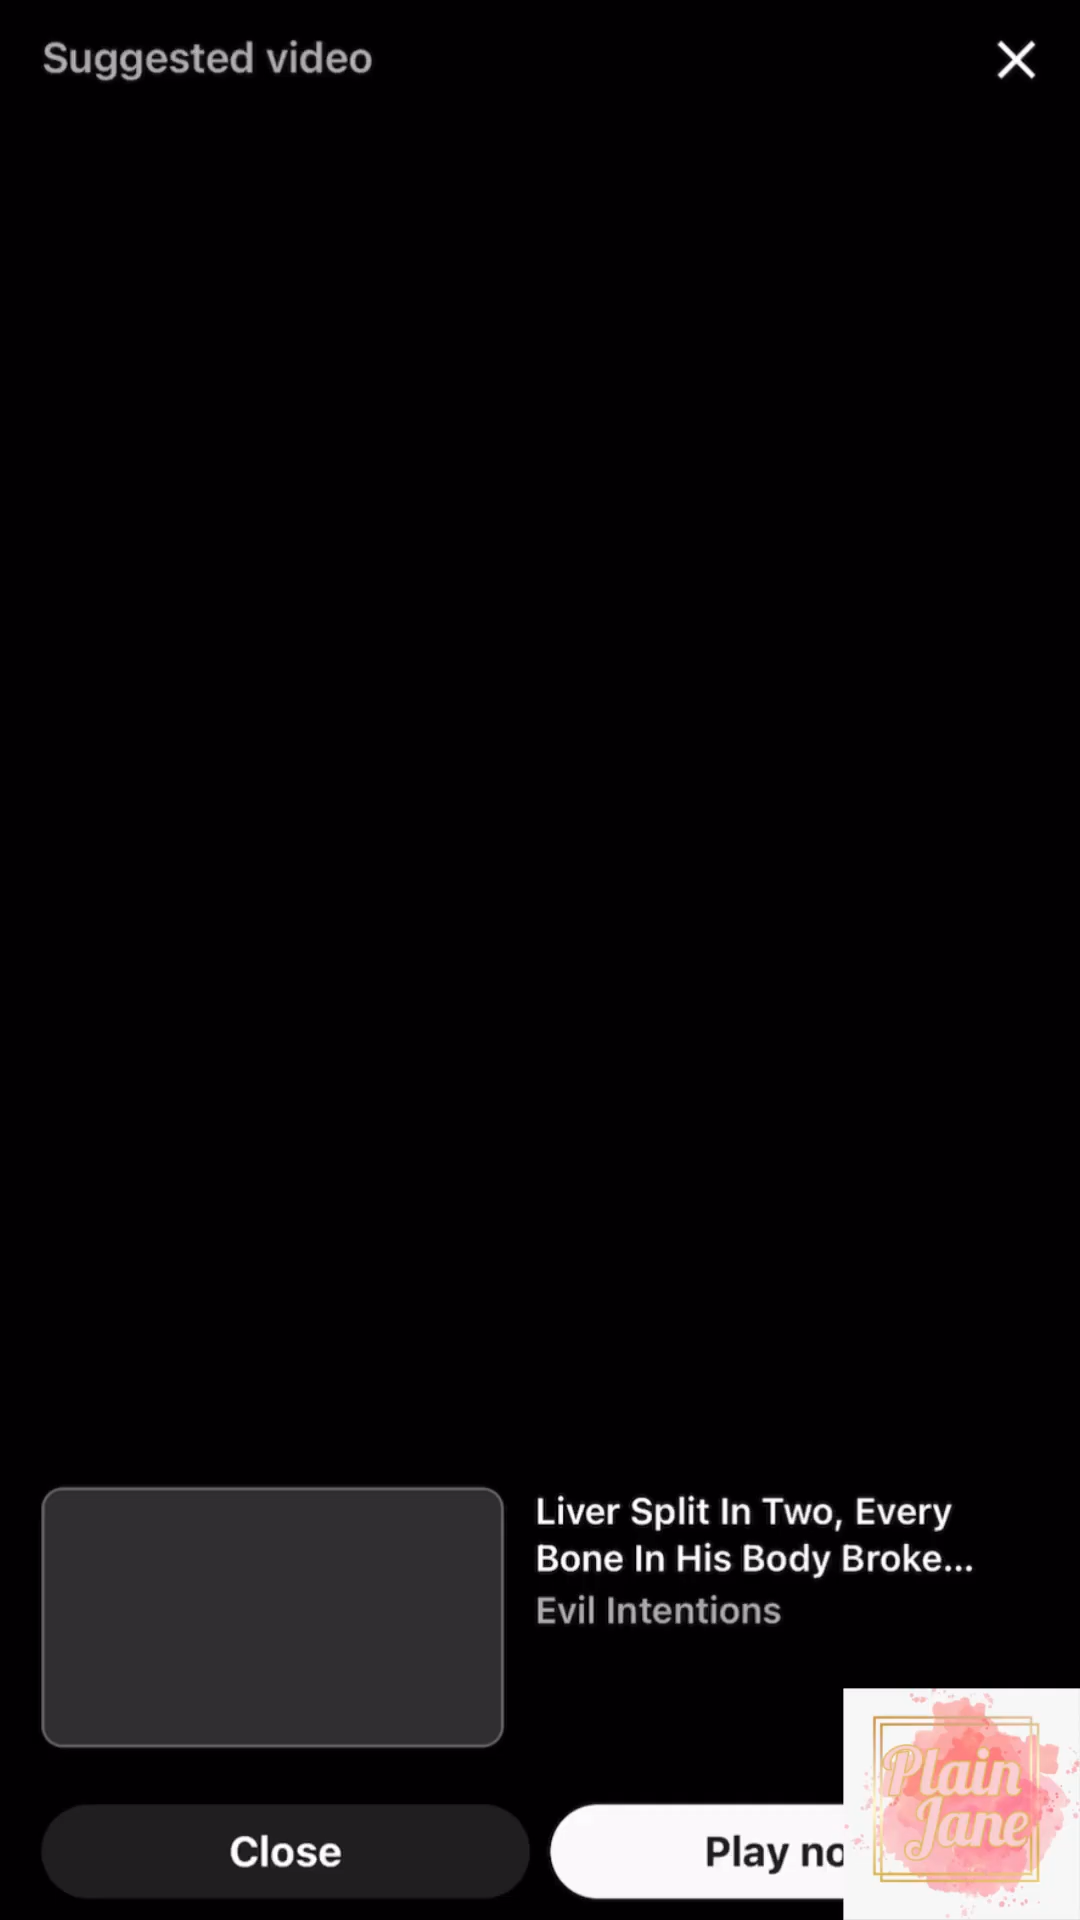 Suggested video
Liver Split In Two, Every
Bone In His Body Broke...
Evil Intentions
Plain
Jane
Close
Play no